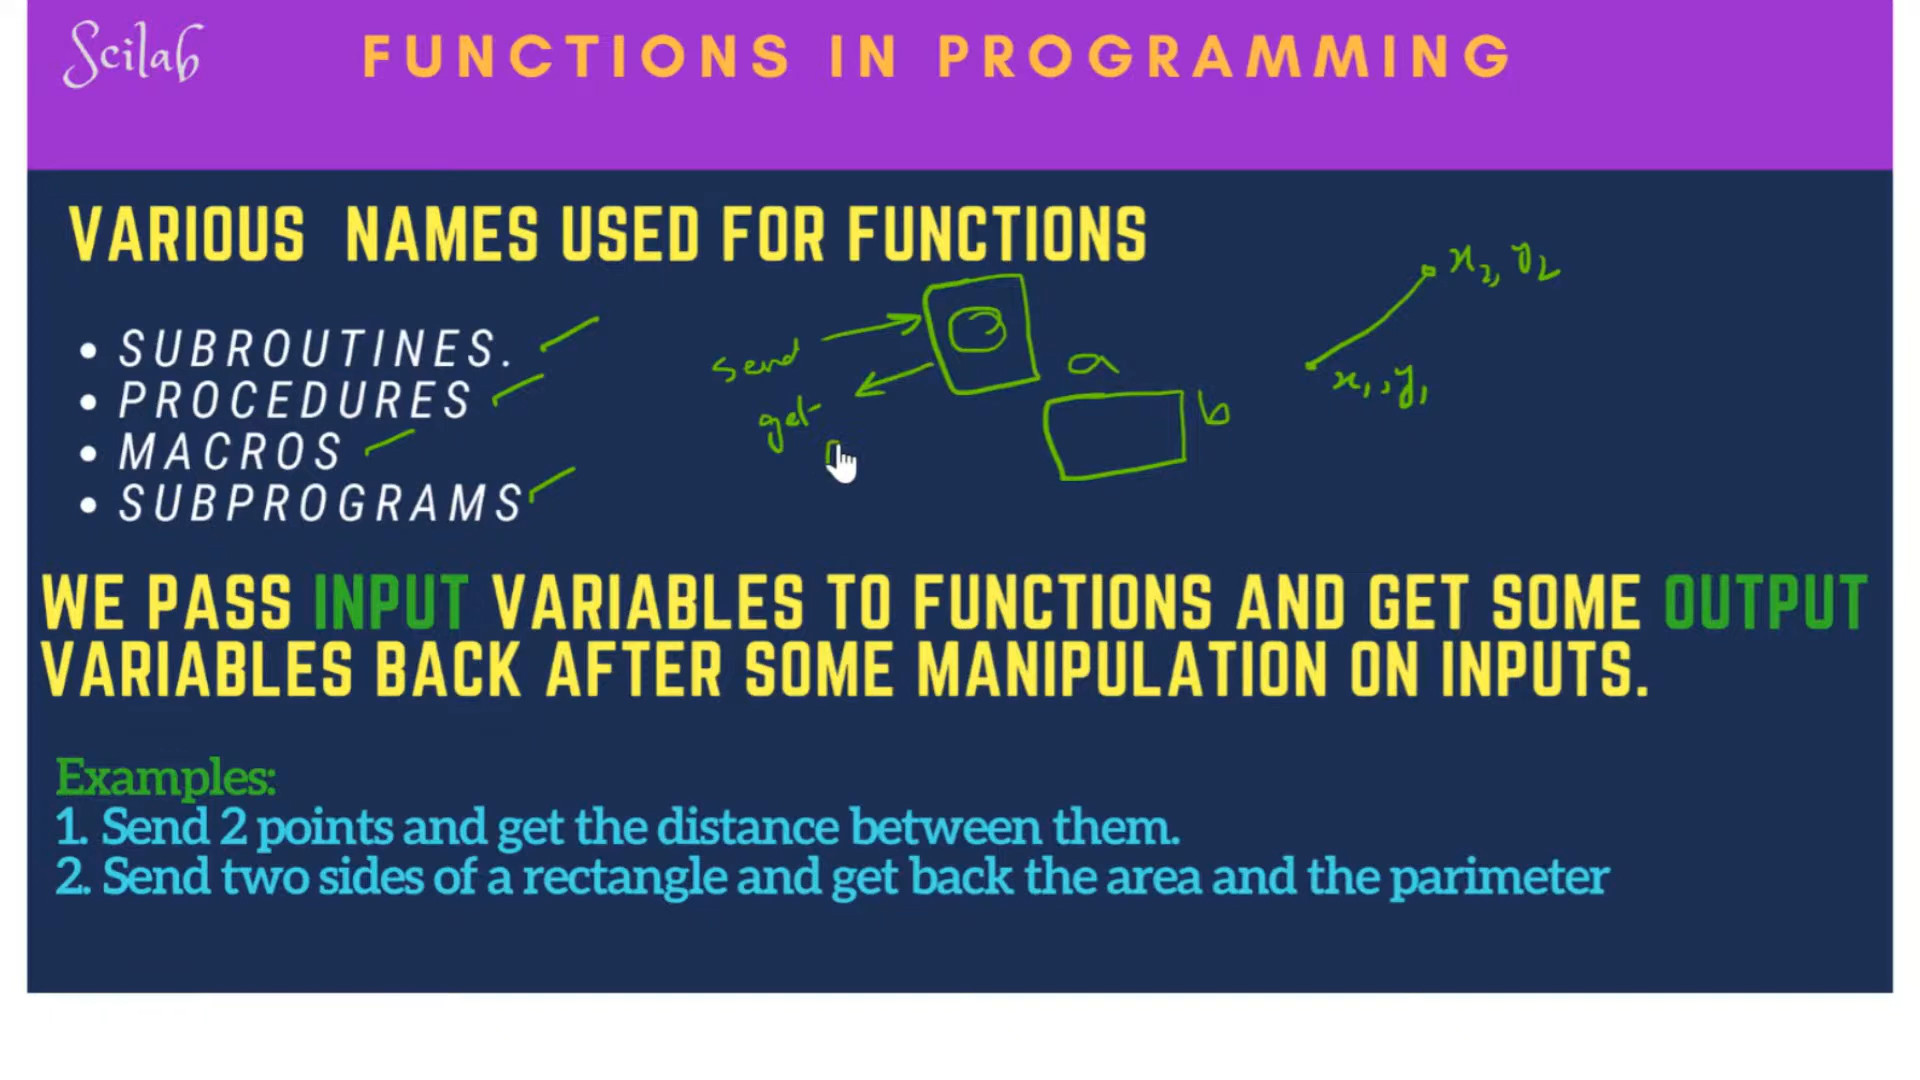 Scilab
FUNCTIONS IN PROGRAMMING
VARIOUS NAMES USED FOR FUNCTIONS
• SUBROUTINES.
• PROCEDURES
• MACROS
• SUBPROGRAMS
send
get
a
b
x2, y2
x1, y1
WE PASS INPUT VARIABLES TO FUNCTIONS AND GET SOME OUTPUT
VARIABLES BACK AFTER SOME MANIPULATION ON INPUTS.
Examples:
1. Send 2 points and get the distance between them.
2. Send two sides of a rectangle and get back the area and the parimeter